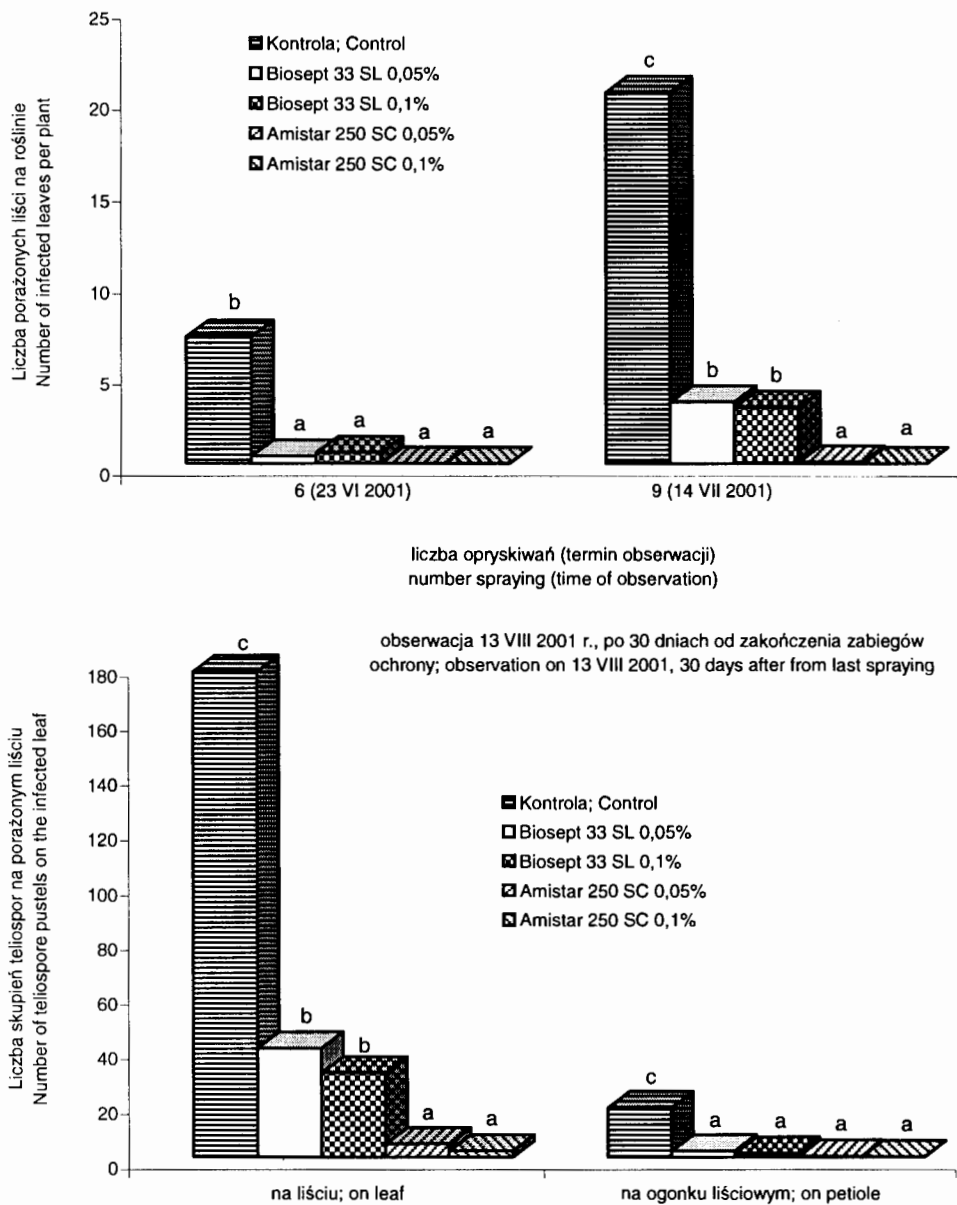 25
20
15
10
5
0
Liczba porażonych liści na roślinie
Number of infected leaves per plant
Kontrola; Control
Biosept 33 SL 0,05%
Biosept 33 SL 0,1%
Amistar 250 SC 0,05%
Amistar 250 SC 0,1%
b
a
a
a
a
c
b
b
a
a
6 (23 VI 2001)
9 (14 VII 2001)
liczba opryskiwań (termin obserwacji)
number spraying (time of observation)
obserwacja 13 VIII 2001 r., po 30 dniach od zakończenia zabiegów
ochrony; observation on 13 VIII 2001, 30 days after from last spraying
180
160
140
120
100
80
60
40
20
0
Liczba skupień teliospor na porażonym liściu
Number of teliospore pustels on the infected leaf
Kontrola; Control
Biosept 33 SL 0,05%
Biosept 33 SL 0,1%
Amistar 250 SC 0,05%
Amistar 250 SC 0,1%
c
b
b
a
a
c
a
a
a
a
na liściu; on leaf
na ogonku liściowym; on petiole